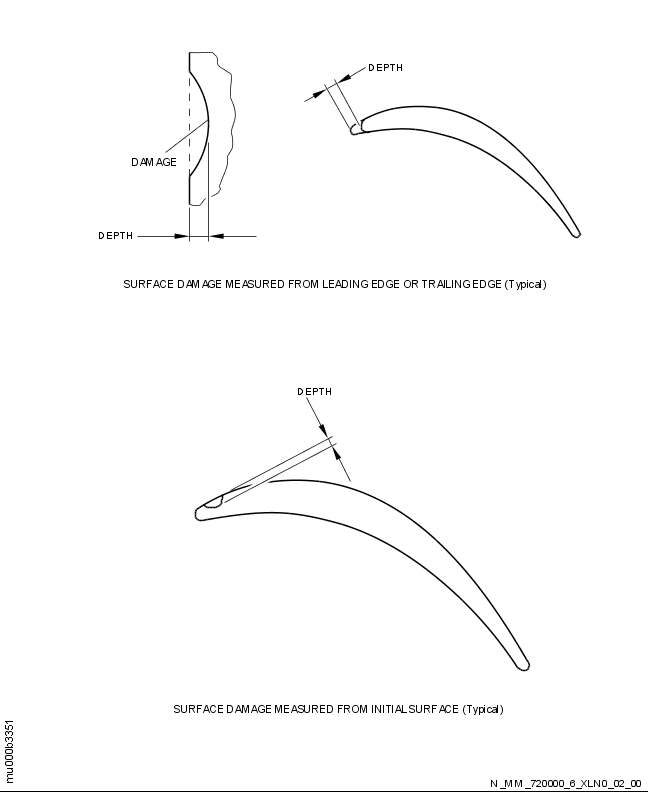 DEPTH
DAMAGE
DEPTH
SURFACE DAMAGE MEASURED FROM LEADING EDGE OR TRAILING EDGE (Typical)
DEPTH
SURFACE DAMAGE MEASURED FROM INITIAL SURFACE (Typical)
mu000b3351
N_MM_720000_6_XLN0_02_00